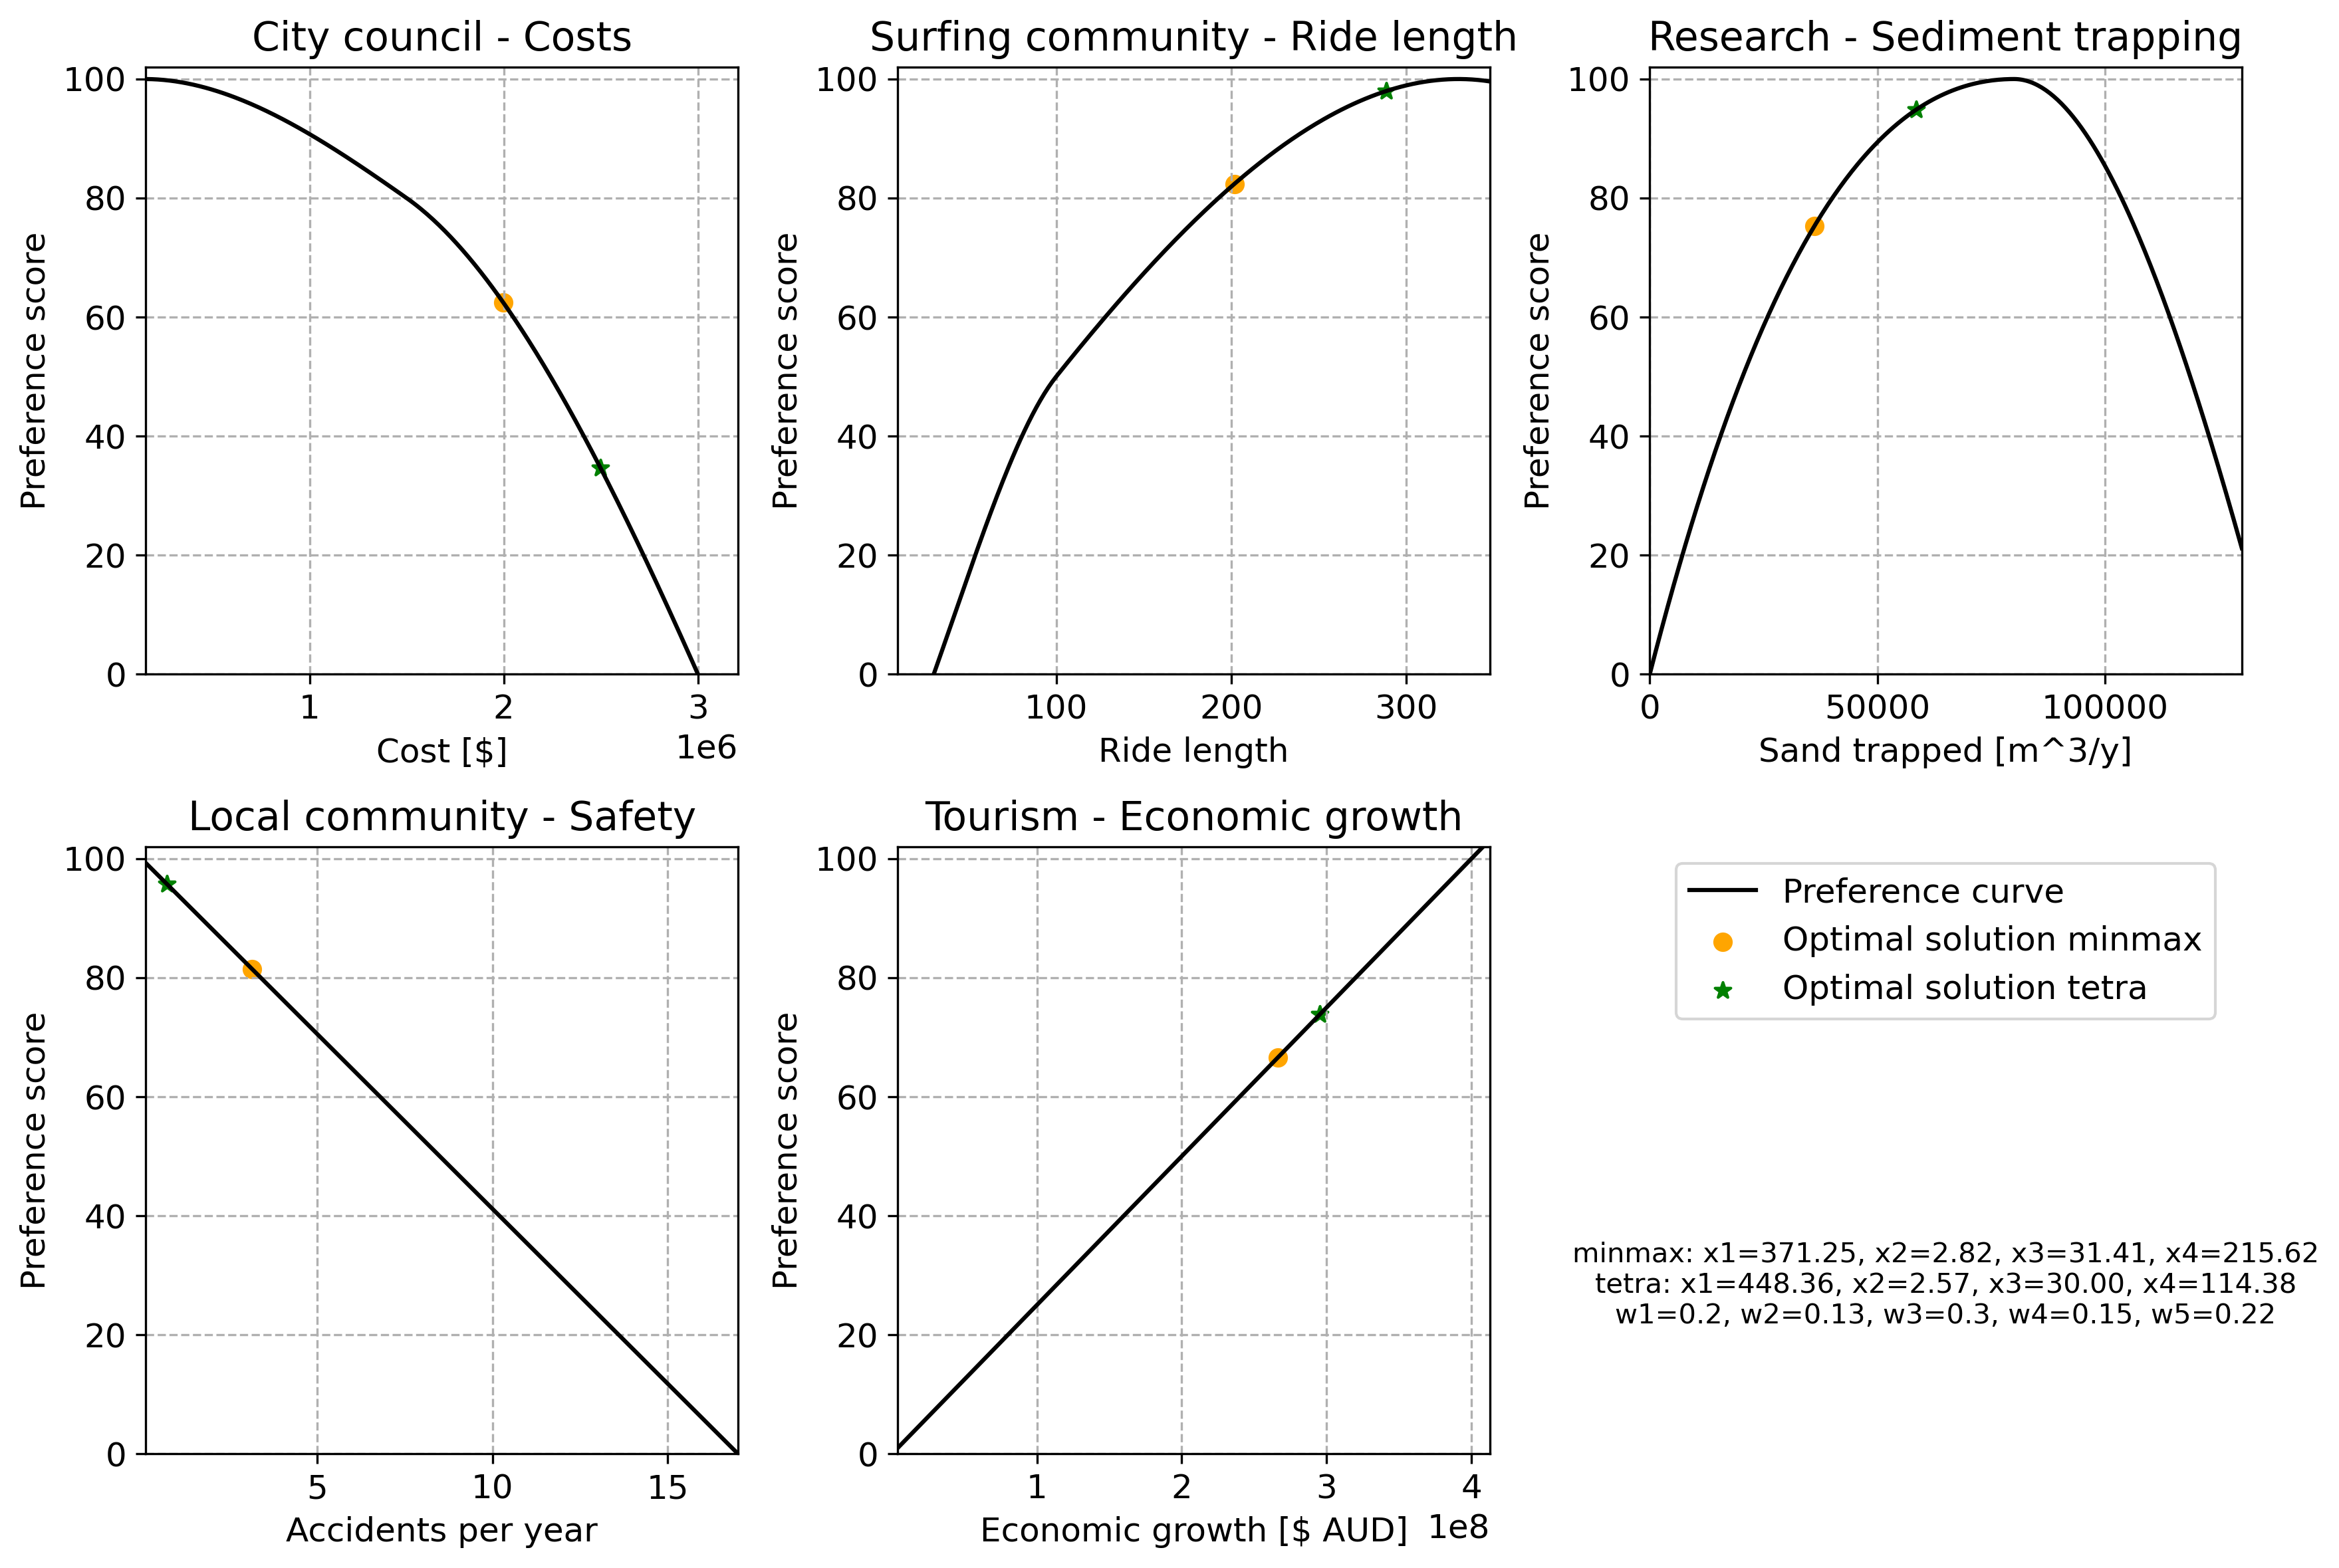 City council - Costs
100
80
60
40
20
0
Preference score
1 2 3
1e6
Cost [$]
Surfing community - Ride length
100
80
60
40
20
0
Preference score
100 200 300
Ride length
Research - Sediment trapping
100
80
60
40
20
0
Preference score
0 50000 100000
Sand trapped [m^3/y]
Local community - Safety
100
80
60
40
20
0
Preference score
5 10 15
Accidents per year
Tourism - Economic growth
100
80
60
40
20
0
Preference score
1 2 3 4
Economic growth [$ AUD] 1e8
Preference curve
Optimal solution minmax
Optimal solution tetra
minmax: x1=371.25, x2=2.82, x3=31.41, x4=215.62
tetra: x1=448.36, x2=2.57, x3=30.00, x4=114.38
w1=0.2, w2=0.13, w3=0.3, w4=0.15, w5=0.22